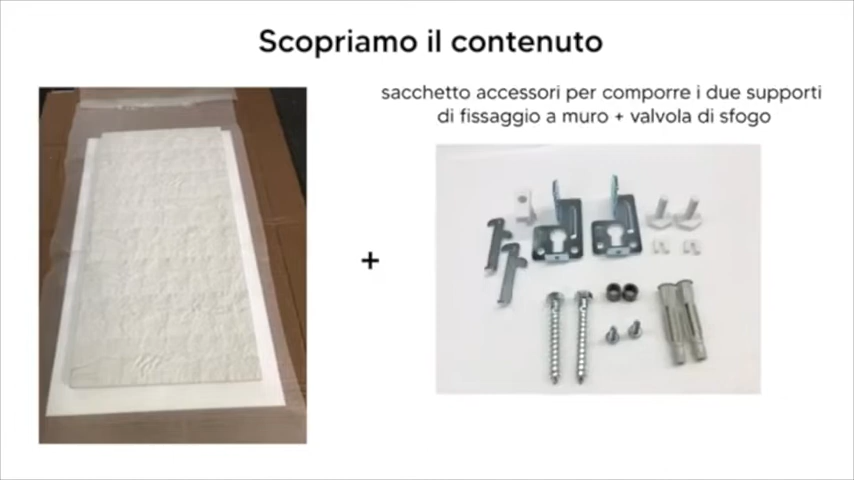 Scopriamo il contenuto
sacchetto accessori per comporre i due supporti
di fissaggio a muro + valvola di sfogo
+